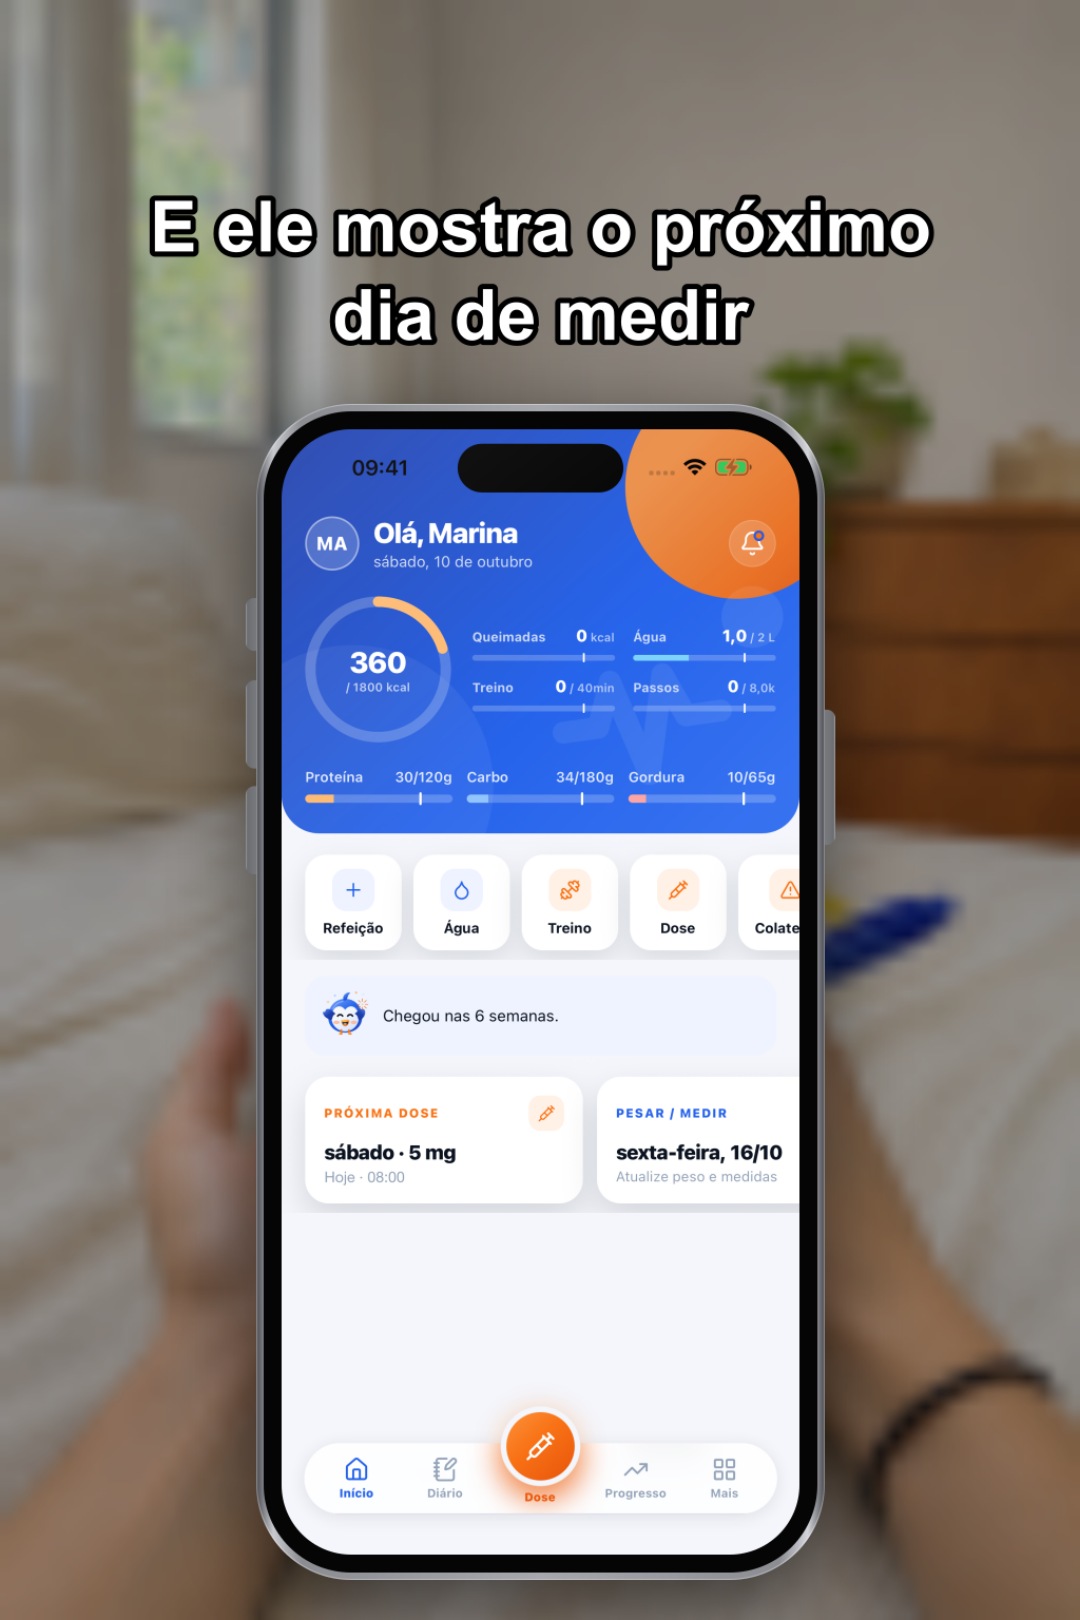 E ele mostra o próximo
dia de medir
09:41
MA
Olá, Marina
sábado, 10 de outubro
360
/ 1800 kcal
Queimadas 0 kcal
Água 1,0 / 2 L
Treino 0 / 40min
Passos 0 / 8,0k
Proteína 30/120g
Carbo 34/180g
Gordura 10/65g
Refeição
Água
Treino
Dose
Colate
Chegou nas 6 semanas.
PRÓXIMA DOSE
sábado · 5 mg
Hoje · 08:00
PESAR / MEDIR
sexta-feira, 16/10
Atualize peso e medidas
Início
Diário
Dose
Progresso
Mais